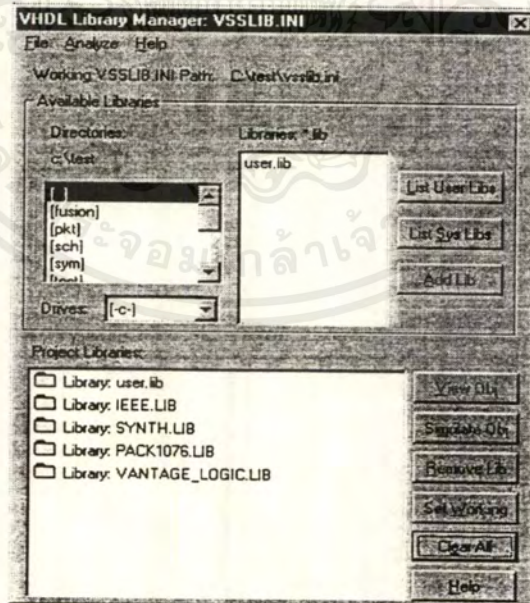 VHDL Library Manager: VSSLIB.INI
File Analyze Help
Working VSSLIB.INI Path: C:\test\vsslib.ini
Available Libraries
Directories:
c:\test
[..]
[fusion]
[pkt]
[sch]
[sym]
[test]
Drives: [-c-]
Libraries: *.lib
user.lib
List User Libs
List Sys Libs
Add Lib
Project Libraries:
Library: user.lib
Library: IEEE.LIB
Library: SYNTH.LIB
Library: PACK1076.LIB
Library: VANTAGE_LOGIC.LIB
View Obj
Simulate Obj
Remove Lib
Set Working
Clear All
Help